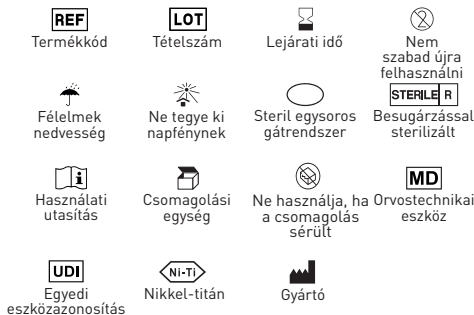 REF
Termékkód
LOT
Tételszám
Lejárati idő
2
Nem
szabad újra
felhasználni
Félelmek
nedvesség
Ne tegye ki
napfénynek
Steril egysoros
gátrendszer
STERILE R
Besugárzással
sterilizált
i
Használati
utasítás
Csomagolási
egység
Ne használja, ha
a csomagolás
sérült
MD
Orvostechnikai
eszköz
UDI
Egyedi
eszközazonosítás
Ni-Ti
Nikkel-titán
Gyártó